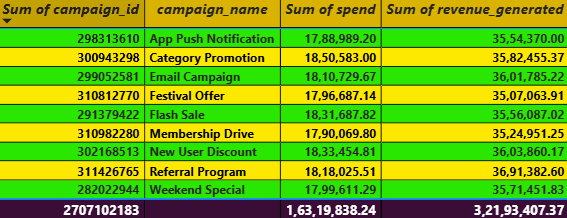 Sum of campaign_id campaign_name Sum of spend Sum of revenue_generated
298313610 App Push Notification 17,88,989.20 35,54,370.00
300943298 Category Promotion 18,50,583.00 35,82,455.37
299052581 Email Campaign 18,10,729.67 36,01,785.22
310812770 Festival Offer 17,96,687.14 35,07,063.91
291379422 Flash Sale 18,31,687.82 35,56,087.02
310982280 Membership Drive 17,90,069.80 35,24,951.25
302168513 New User Discount 18,33,454.81 36,03,860.17
311426765 Referral Program 18,18,025.51 36,91,382.60
282022944 Weekend Special 17,99,611.29 35,71,451.83
2707102183 1,63,19,838.24 3,21,93,407.37